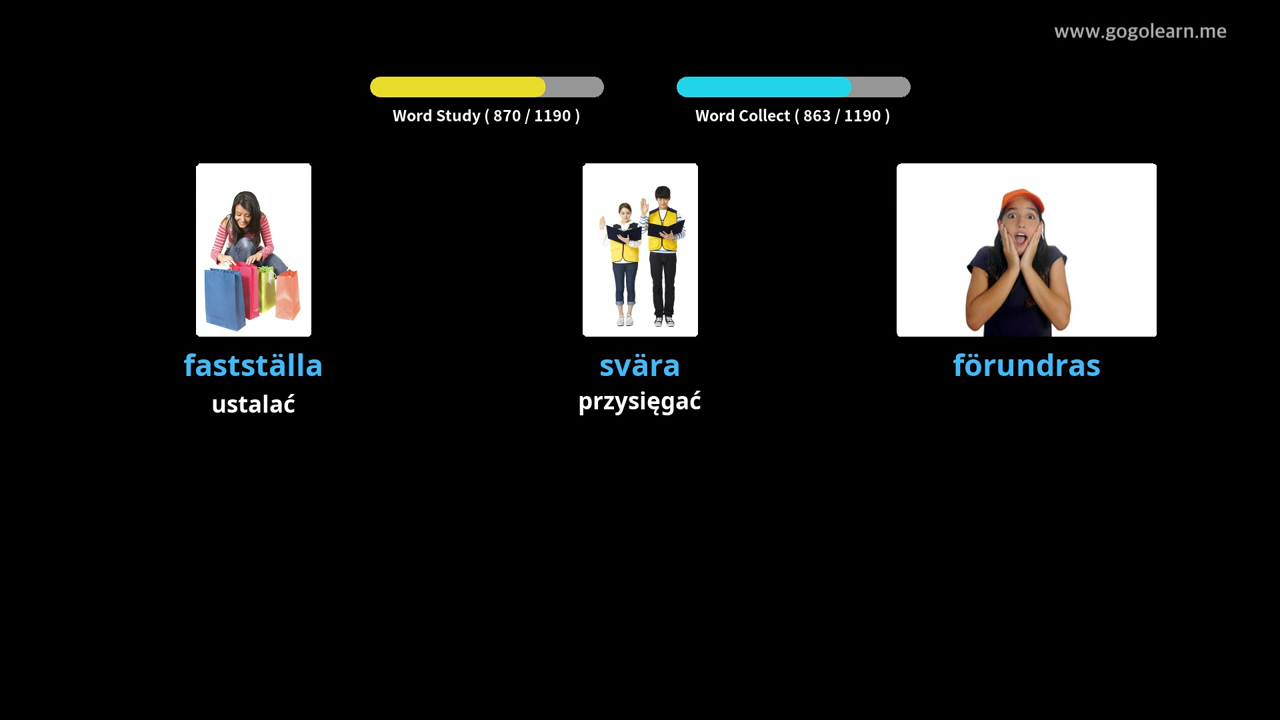 www.gogolearn.me
Word Study ( 870 / 1190 )
Word Collect ( 863 / 1190 )
fastställa
ustalać
svära
przysięgać
förundras